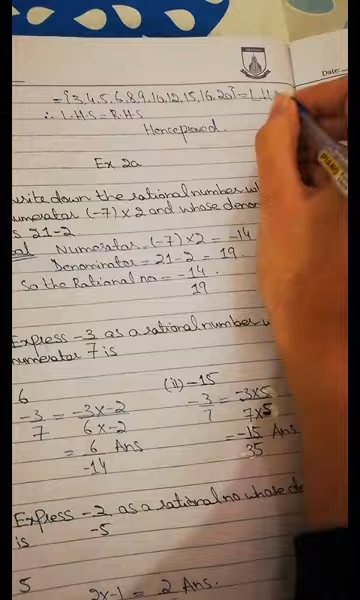 Date:
= {3,4,5,6,8,9,10,12,15,16,20} = L.H.
∴ L.H.S = R.H.S
Hence proved.
Ex 2a
write down the rational number
numerator (-7)×2 and whose deno
is 21-2
Numerator = (-7)×2 = -14
Denominator = 21-2 = 19.
So the Rational no = -14/19.
Express -3/7 as a rational number
numerator is
6
(ii) -15
-3/7 = -3×-2/6×-2
-3/7 = -3×5/7×5
= 6/-14 Ans
= -15/35 Ans
Express -2/-5 as a rational no whose de
is
5
2×-1 = 2 Ans.